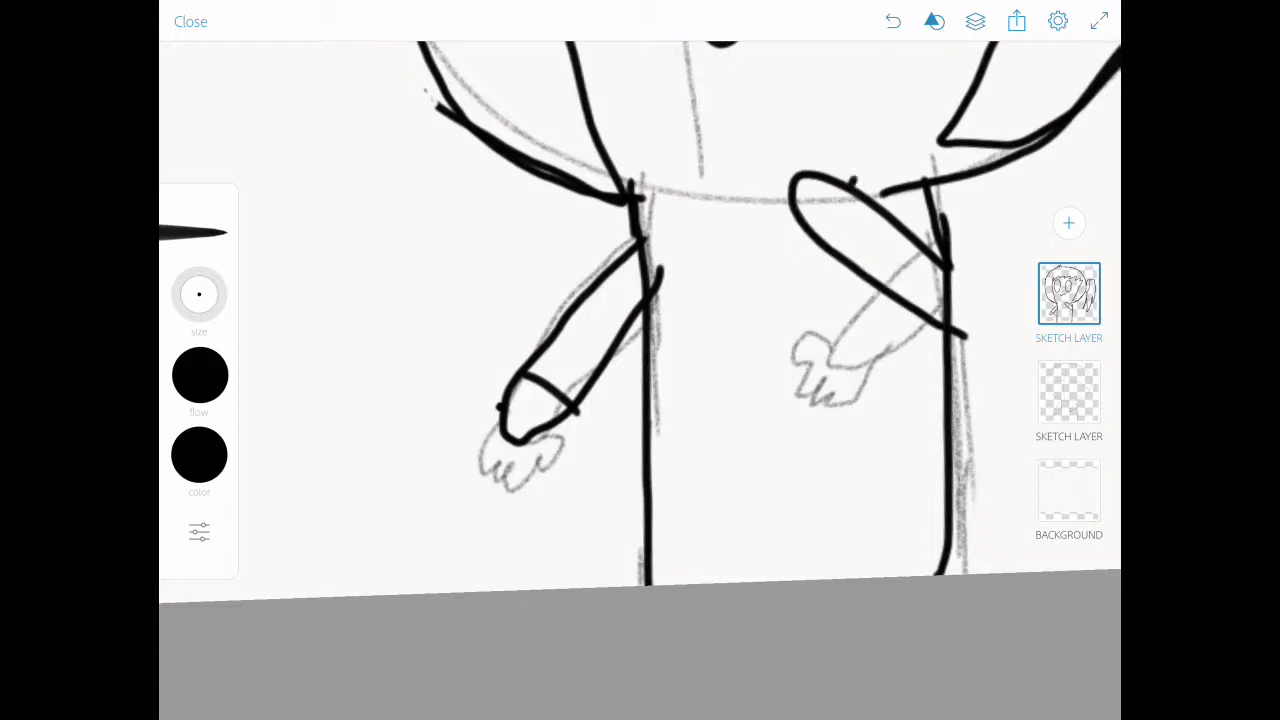 Close
size
flow
color
SKETCH LAYER
SKETCH LAYER
BACKGROUND